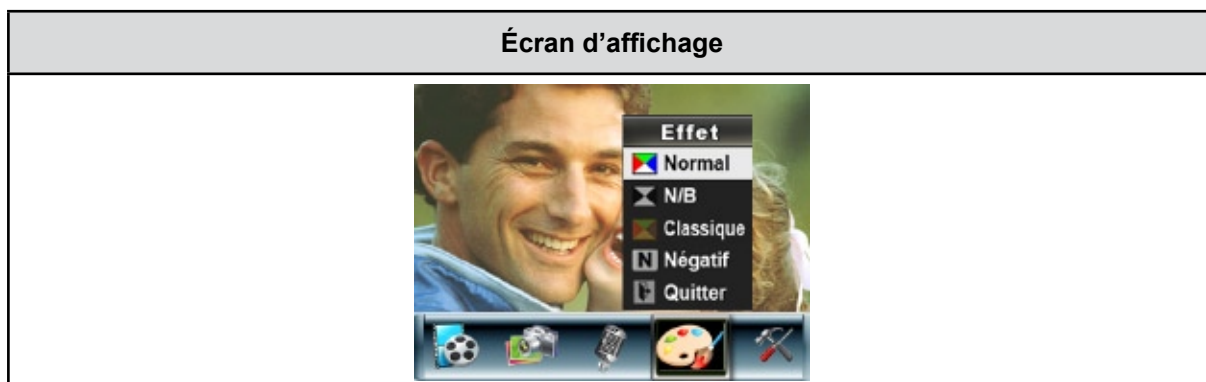 Écran d’affichage
Effet
Normal
N/B
Classique
N Négatif
Quitter